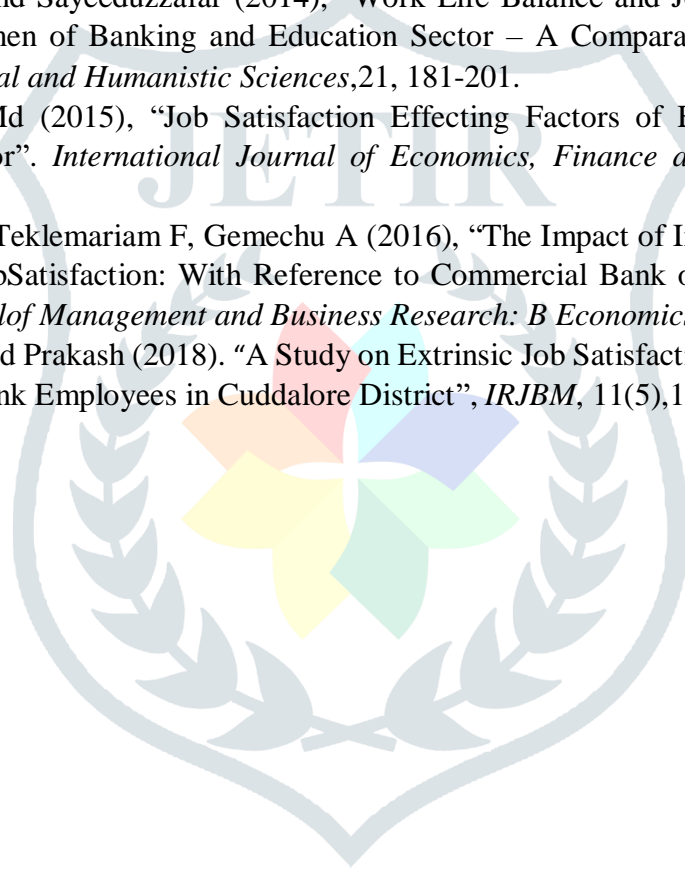 nd Sayeeduzzafar (2014), “Work Life Balance and J
men of Banking and Education Sector – A Compara
al and Humanistic Sciences,21, 181-201.
Md (2015), “Job Satisfaction Effecting Factors of
or”. International Journal of Economics, Finance a
JETIR
Teklemariam F, Gemechu A (2016), “The Impact of I
bSatisfaction: With Reference to Commercial Bank o
lof Management and Business Research: B Economics
d Prakash (2018). “A Study on Extrinsic Job Satisfacti
nk Employees in Cuddalore District”, IRJBM, 11(5),1